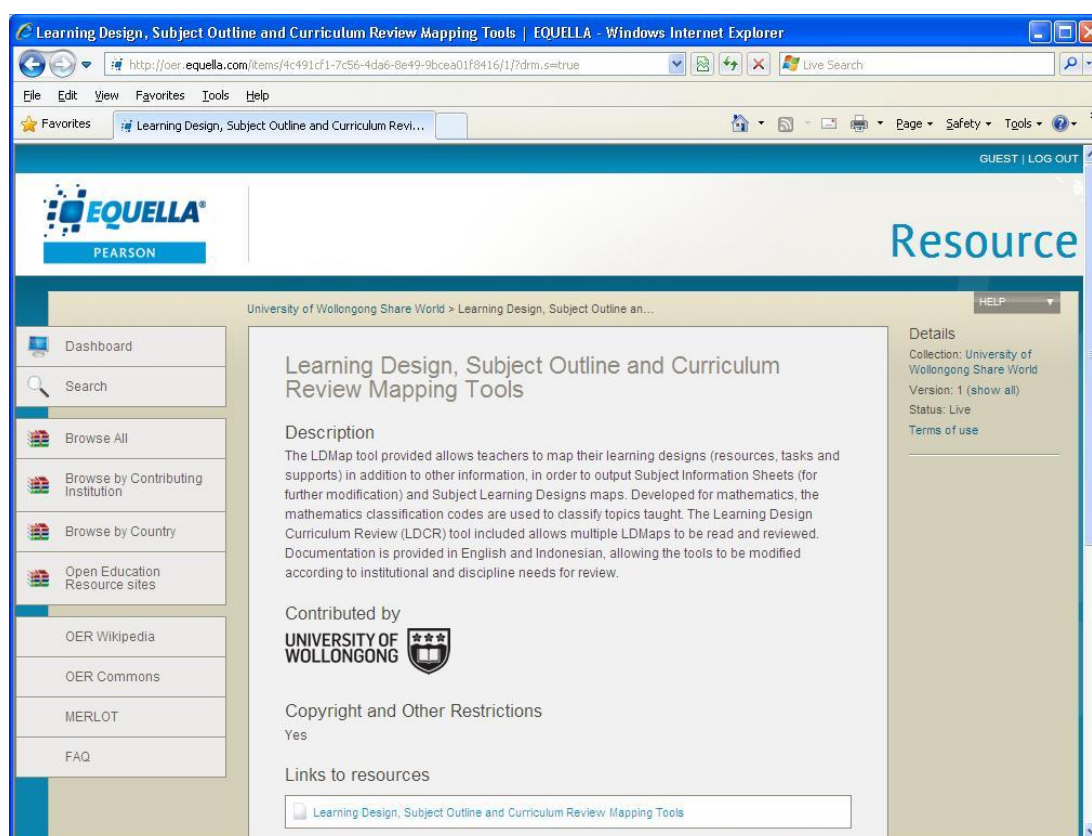 Learning Design, Subject Outline and Curriculum Review Mapping Tools | EQUELLA - Windows Internet Explorer
http://oer.equella.com/items/4c491cf1-7c56-4da6-8e49-9bcea01f8416/1/?drm.s=true
Live Search
File Edit View Favorites Tools Help
Favorites
Learning Design, Subject Outline and Curriculum Revi...
Page Safety Tools
GUEST | LOG OUT
EQUELLA®
PEARSON
Resource
HELP
University of Wollongong Share World > Learning Design, Subject Outline an...
Dashboard
Search
Browse All
Browse by Contributing
Institution
Browse by Country
Open Education
Resource sites
OER Wikipedia
OER Commons
MERLOT
FAQ
Learning Design, Subject Outline and Curriculum
Review Mapping Tools
Description
The LDMap tool provided allows teachers to map their learning designs (resources, tasks and
supports) in addition to other information, in order to output Subject Information Sheets (for
further modification) and Subject Learning Designs maps. Developed for mathematics, the
mathematics classification codes are used to classify topics taught. The Learning Design
Curriculum Review (LDCR) tool included allows multiple LDMaps to be read and reviewed.
Documentation is provided in English and Indonesian, allowing the tools to be modified
according to institutional and discipline needs for review.
Contributed by
UNIVERSITY OF
WOLLONGONG
Copyright and Other Restrictions
Yes
Links to resources
Learning Design, Subject Outline and Curriculum Review Mapping Tools
Details
Collection: University of
Wollongong Share World
Version: 1 (show all)
Status: Live
Terms of use